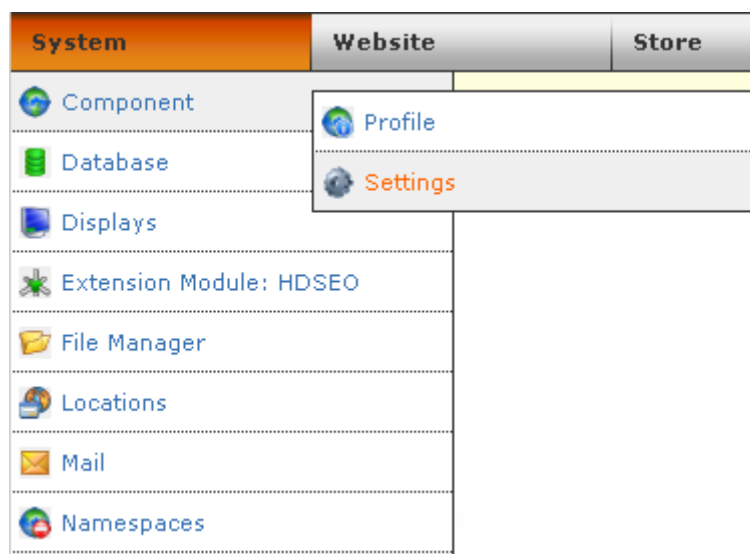 System Website Store
Component
Profile
Database
Settings
Displays
Extension Module: HDSEO
File Manager
Locations
Mail
Namespaces